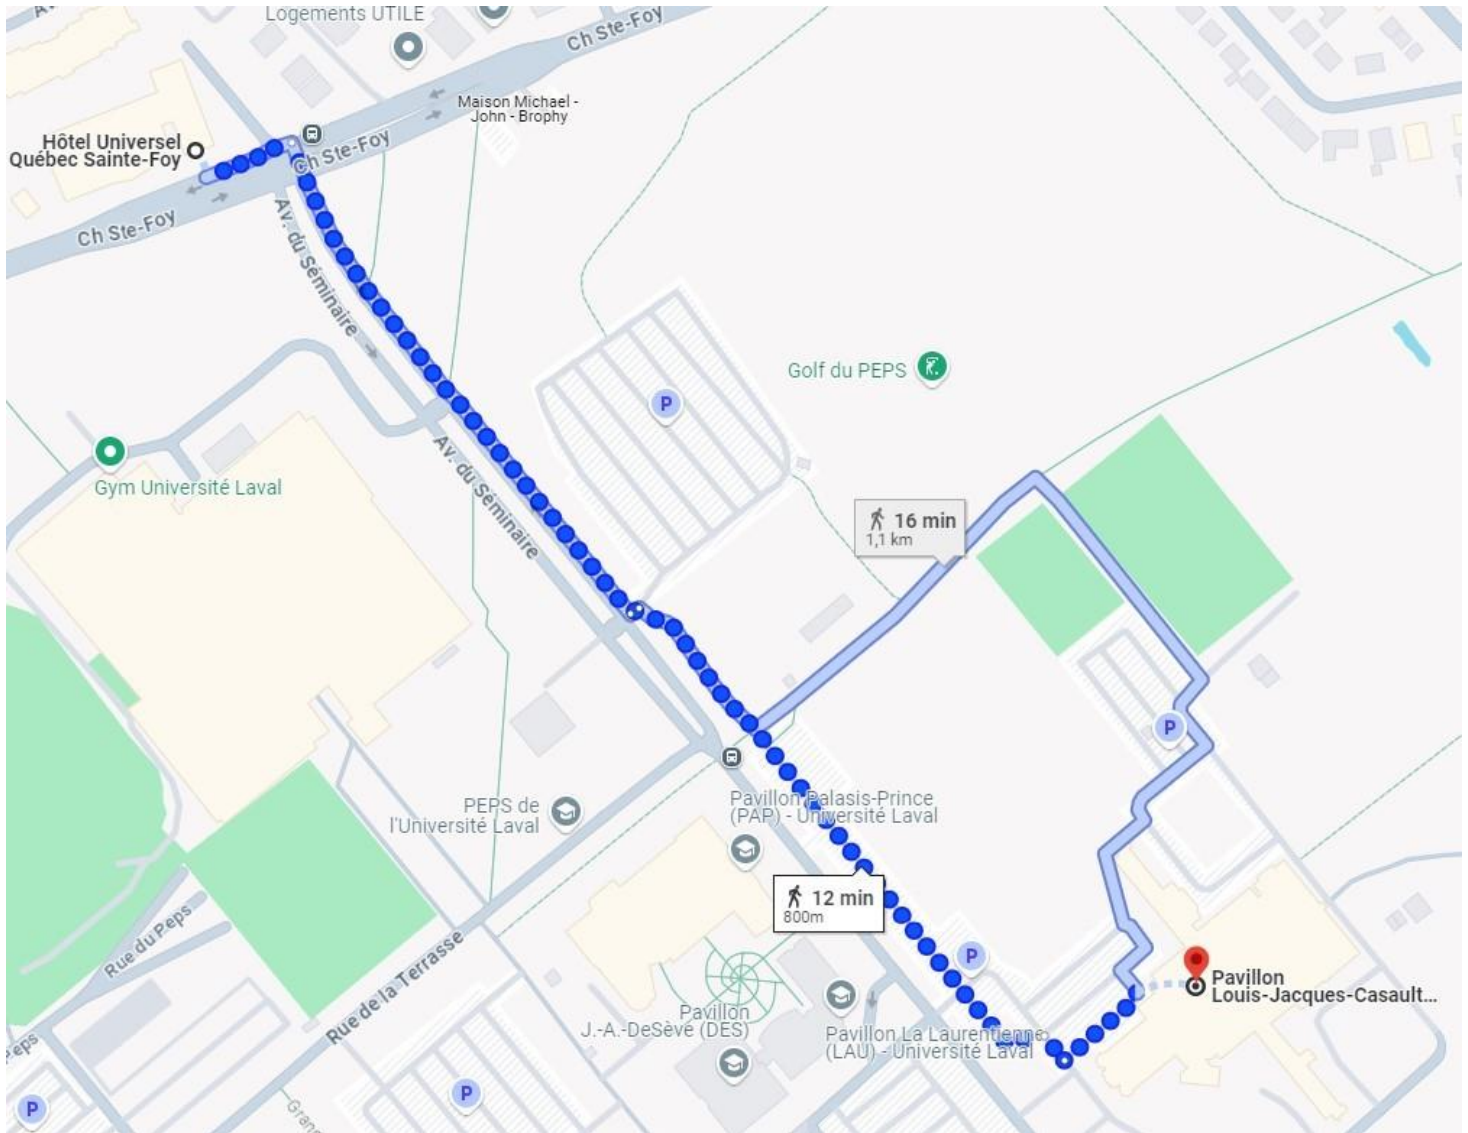 Logements UTILE
Ch Ste-Foy
Maison Michael -
John - Brophy
Hôtel Universel
Québec Sainte-Foy
Ch Ste-Foy
Ch Ste-Foy
Av. du Séminaire
Golf du PEPS
P
Av. du Séminaire
Gym Université Laval
16 min
1,1 km
P
PEPS de
l'Université Laval
Pavillon Palasis-Prince
(PAP) - Université Laval
12 min
800m
Rue du Peps
Rue de la Terrasse
P
Pavillon
Louis-Jacques-Casault...
Pavillon
J.-A.-DeSève (DES)
Pavillon La Laurentienne
(LAU) - Université Laval
P
P